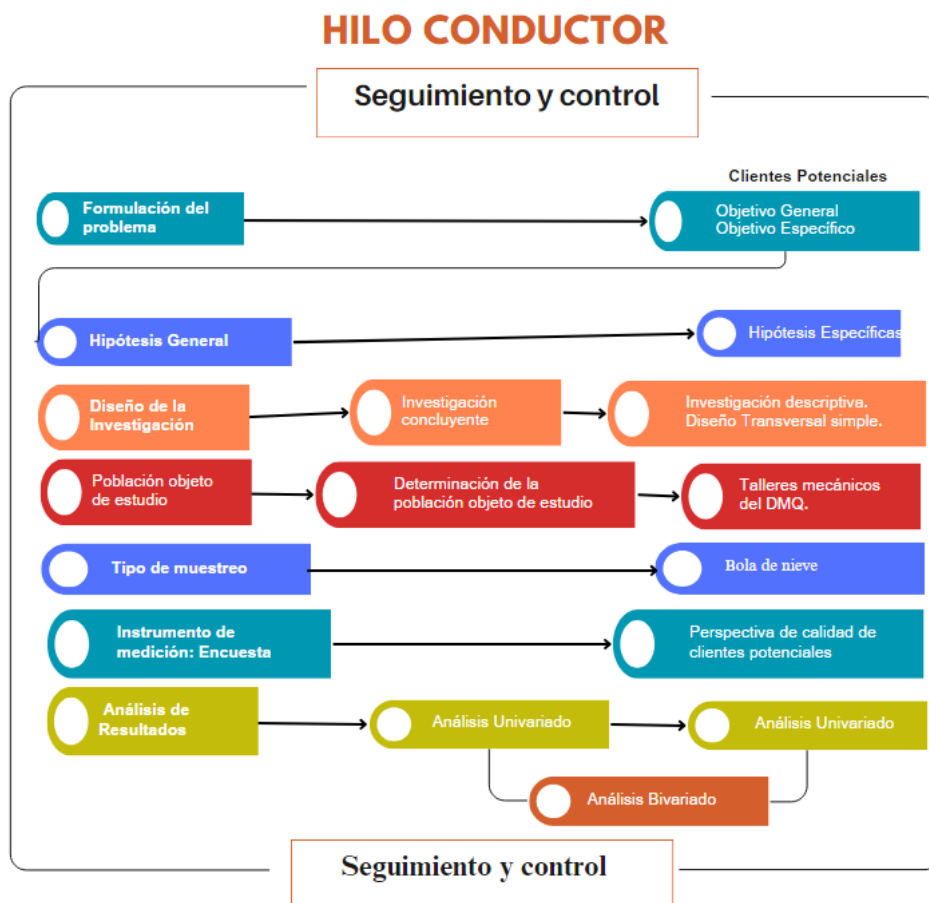 HILO CONDUCTOR
Seguimiento y control
Clientes Potenciales
Formulación del
problema
Objetivo General
Objetivo Específico
Hipótesis General
Hipótesis Específicas
Diseño de la
Investigación
Investigación
concluyente
Investigación descriptiva.
Diseño Transversal simple.
Población objeto
de estudio
Determinación de la
población objeto de estudio
Talleres mecánicos
del DMQ.
Tipo de muestreo
Bola de nieve
Instrumento de
medición: Encuesta
Perspectiva de calidad de
clientes potenciales
Análisis de
Resultados
Análisis Univariado
Análisis Univariado
Análisis Bivariado
Seguimiento y control